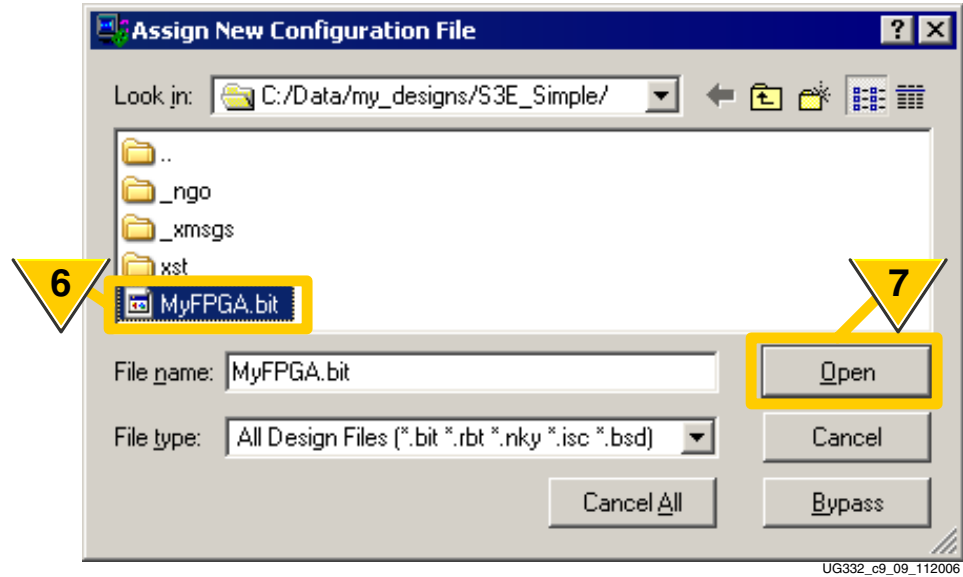 Assign New Configuration File
Look in: C:/Data/my_designs/S3E_Simple/
..
_ngo
_xmsgs
xst
6
7
MyFPGA.bit
File name: MyFPGA.bit
Open
File type: All Design Files (*.bit *.rbt *.nky *.isc *.bsd)
Cancel
Cancel All
Bypass
UG332_c9_09_112006